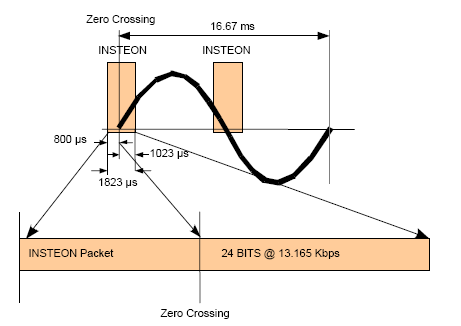 Zero Crossing
16.67 ms
INSTEON INSTEON
800 µs
1023 µs
1823 µs
INSTEON Packet 24 BITS @ 13.165 Kbps
Zero Crossing